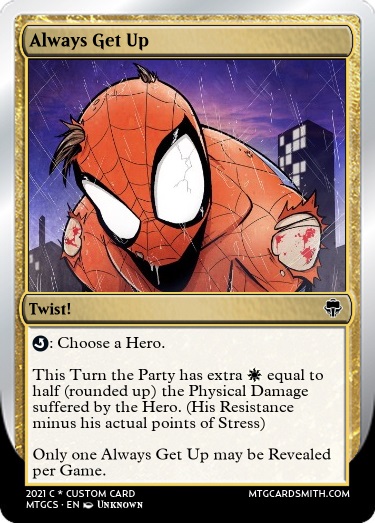 Always Get Up
Twist!
: Choose a Hero.
This Turn the Party has extra equal to
half (rounded up) the Physical Damage
suffered by the Hero. (His Resistance
minus his actual points of Stress)
Only one Always Get Up may be Revealed
per Game.
2021 C * CUSTOM CARD
MTGCARDSMITH.COM
MTGCS · EN Unknown